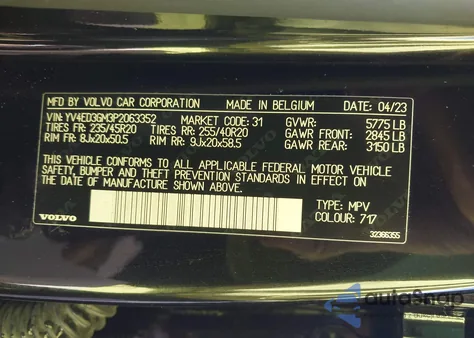 MFD BY VOLVO CAR CORPORATION MADE IN BELGIUM DATE: 04/23
VIN: YV4ED3GM3P2063352 MARKET CODE: 31 GVWR: 5775 LB
TIRES FR: 235/45R20 TIRES RR: 255/40R20 GAWR FRONT: 2845 LB
RIM FR: 8Jx20x50.5 RIM RR: 9Jx20x58.5 GAWR REAR: 3150 LB
THIS VEHICLE CONFORMS TO ALL APPLICABLE FEDERAL MOTOR VEHICLE
SAFETY, BUMPER AND THEFT PREVENTION STANDARDS IN EFFECT ON
THE DATE OF MANUFACTURE SHOWN ABOVE.
TYPE: MPV
COLOUR: 717
VOLVO
32366355
autoSnap